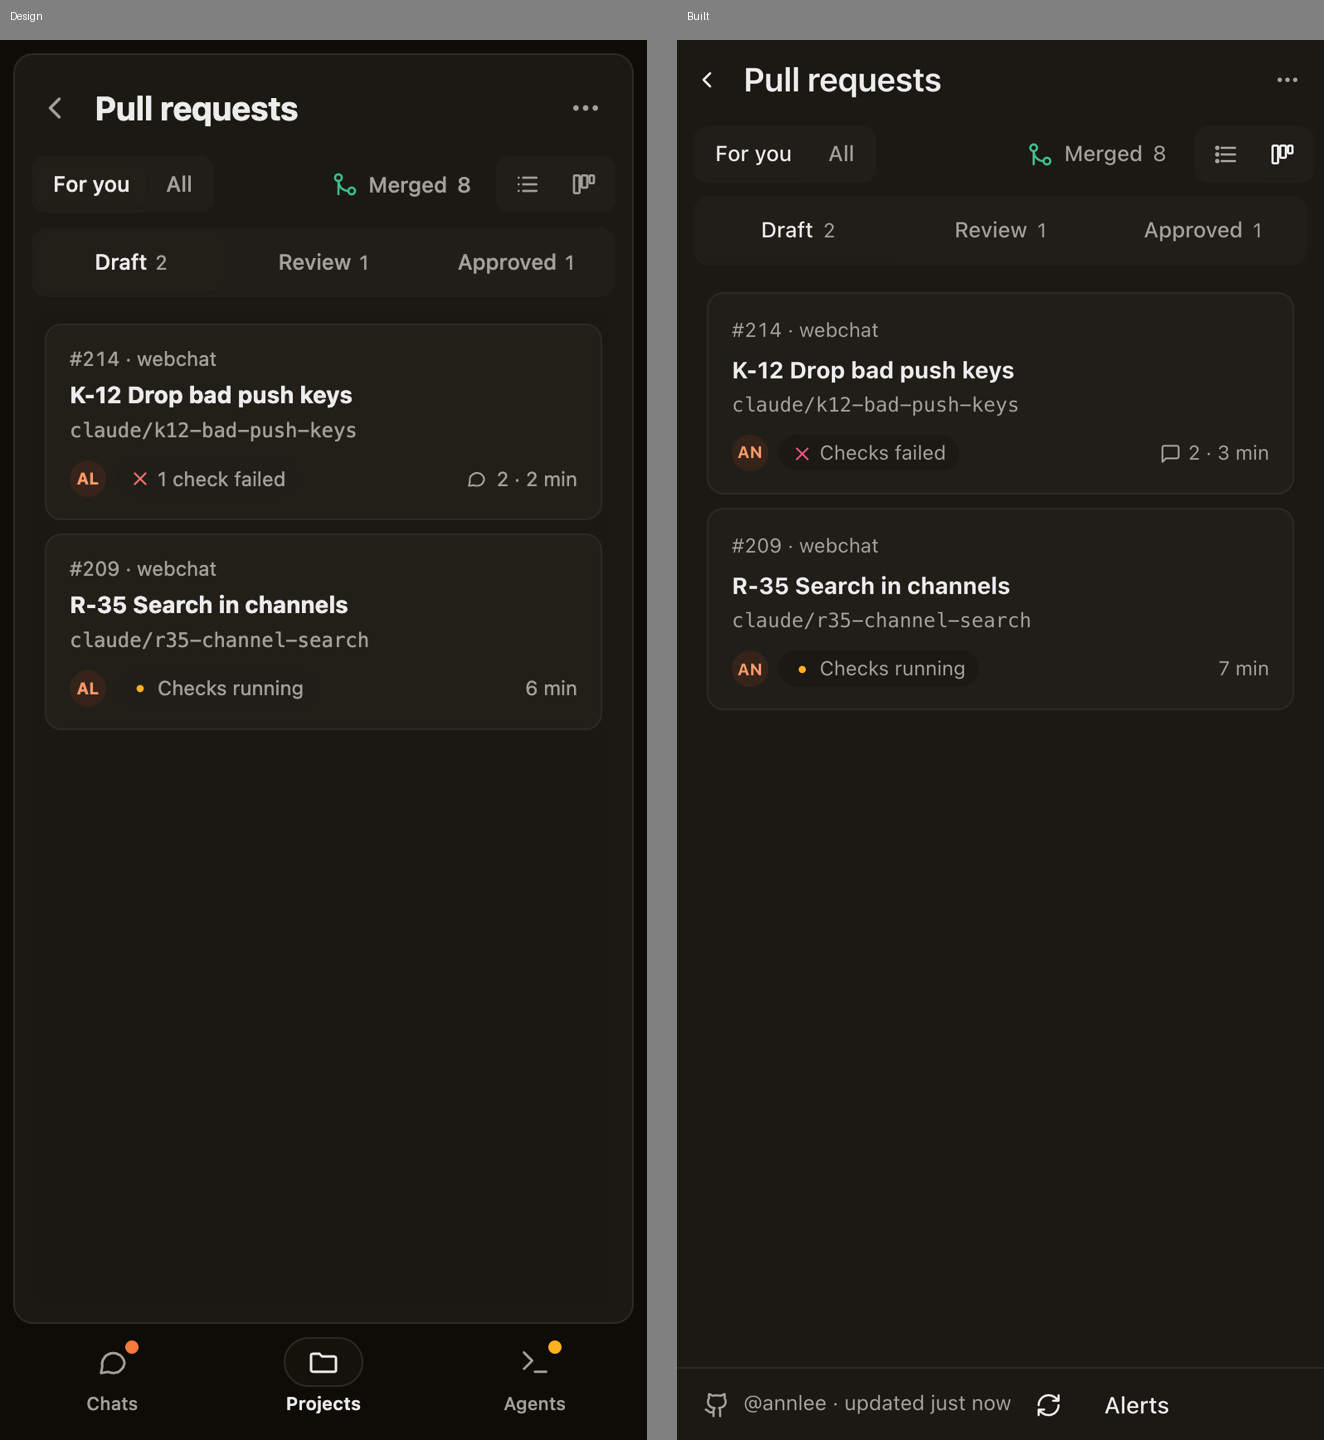 Design
Pull requests
For you All Merged 8
Draft 2 Review 1 Approved 1
#214 · webchat
K-12 Drop bad push keys
claude/k12-bad-push-keys
AL 1 check failed 2 · 2 min
#209 · webchat
R-35 Search in channels
claude/r35-channel-search
AL Checks running 6 min
Chats Projects Agents
Built
Pull requests
For you All Merged 8
Draft 2 Review 1 Approved 1
#214 · webchat
K-12 Drop bad push keys
claude/k12-bad-push-keys
AN Checks failed 2 · 3 min
#209 · webchat
R-35 Search in channels
claude/r35-channel-search
AN Checks running 7 min
@annlee · updated just now Alerts